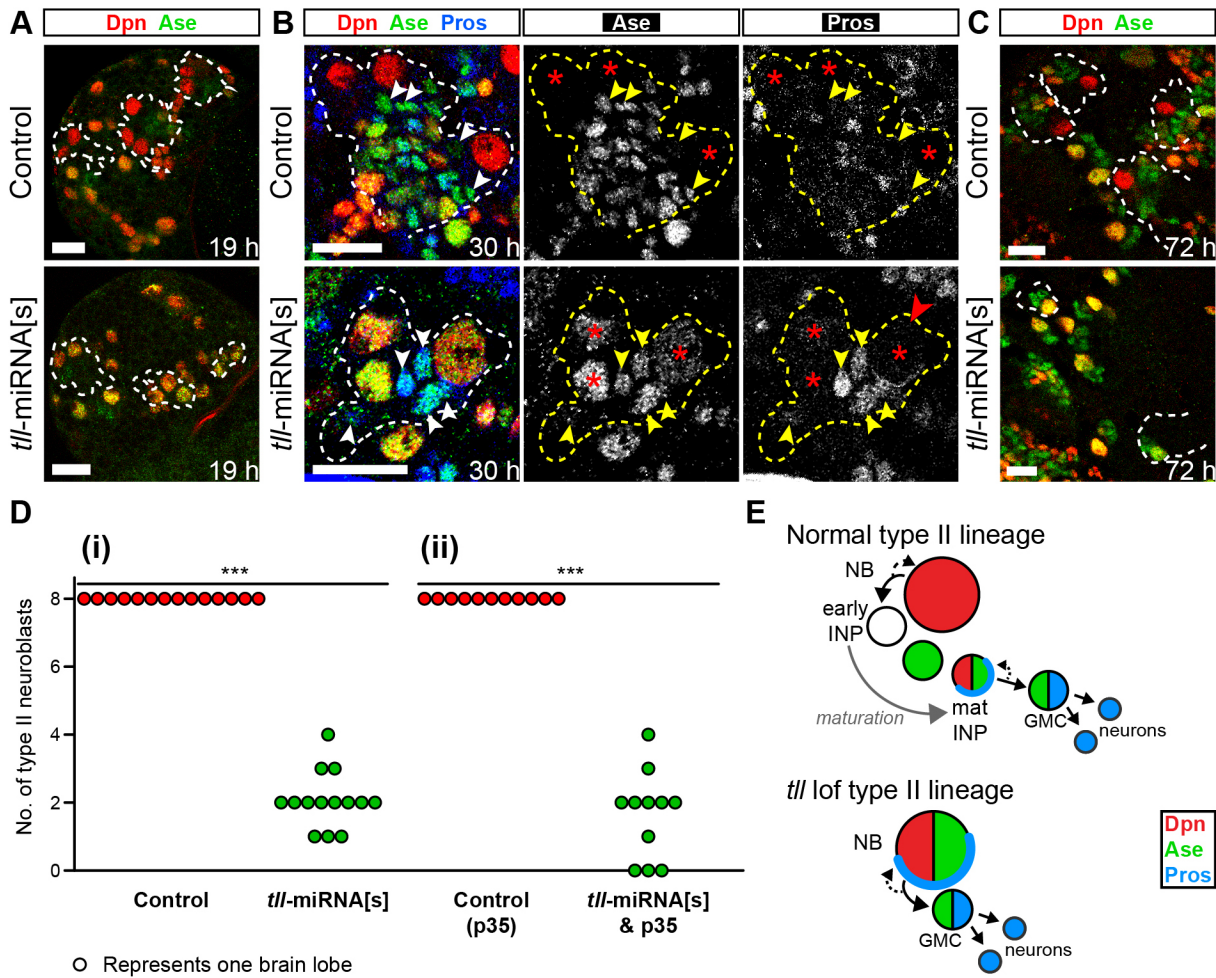 A
Dpn Ase
B
Dpn Ase Pros
Ase
Pros
C
Dpn Ase
Control
19 h
Control
30 h
Control
72 h
tll-miRNA[s]
19 h
tll-miRNA[s]
30 h
tll-miRNA[s]
72 h
D
(i)
(ii)
***
***
No. of type II neuroblasts
8
6
4
2
0
Control
tll-miRNA[s]
Control
(p35)
tll-miRNA[s]
& p35
Represents one brain lobe
E
Normal type II lineage
NB
early
INP
maturation
mat
INP
GMC
neurons
tll lof type II lineage
NB
GMC
neurons
Dpn
Ase
Pros